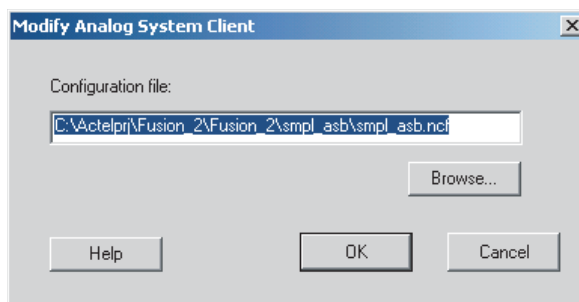 Modify Analog System Client
Configuration file:
C:\Actelprj\Fusion_2\Fusion_2\smpl_asb\smpl_asb.ncf
Browse...
Help OK Cancel